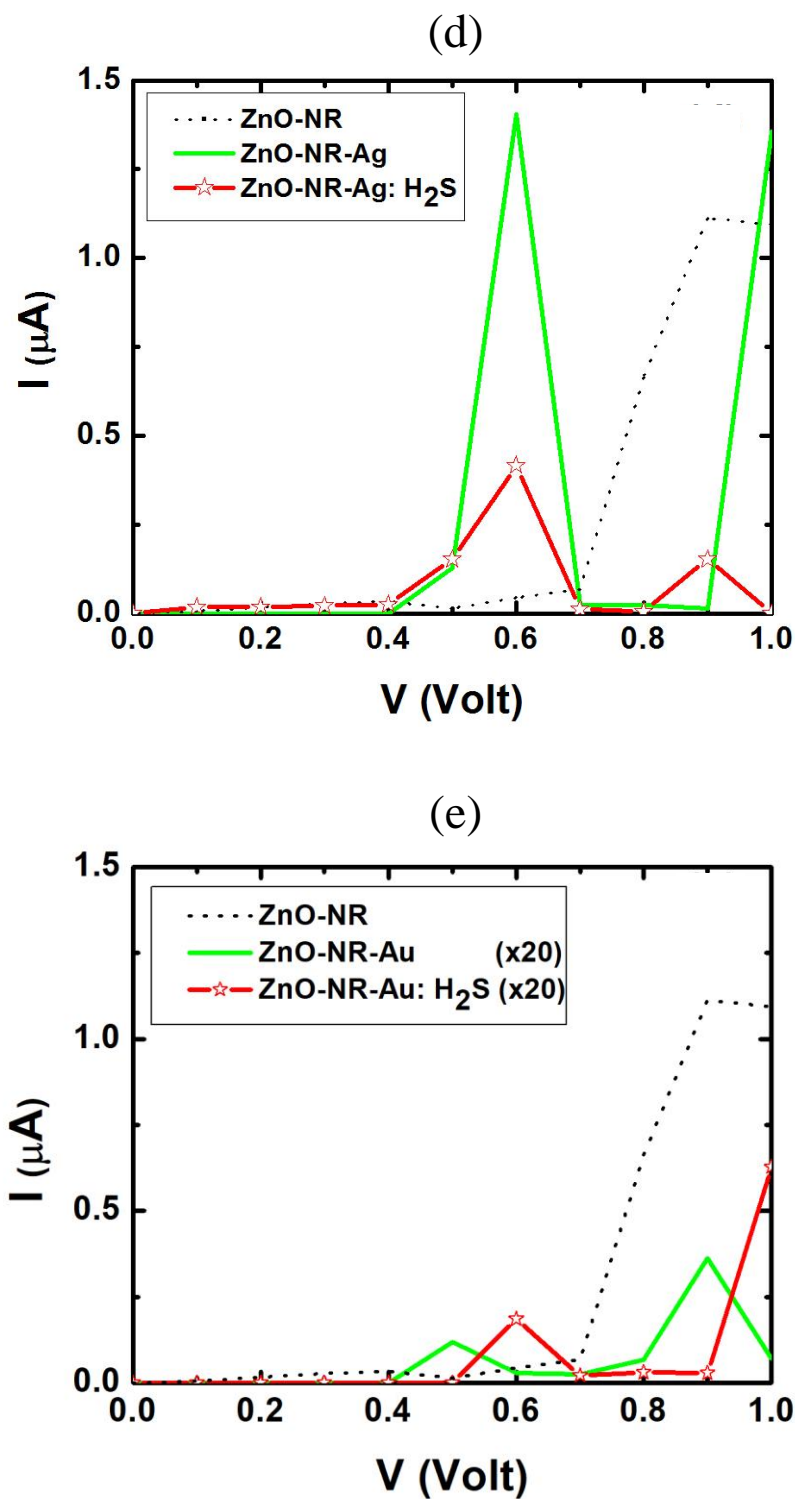 (d)
1.5
1.0
0.5
0.0
I (μA)
ZnO-NR
ZnO-NR-Ag
ZnO-NR-Ag: H2S
0.0 0.2 0.4 0.6 0.8 1.0
V (Volt)
(e)
1.5
1.0
0.5
0.0
I (μA)
ZnO-NR
ZnO-NR-Au (x20)
ZnO-NR-Au: H2S (x20)
0.0 0.2 0.4 0.6 0.8 1.0
V (Volt)